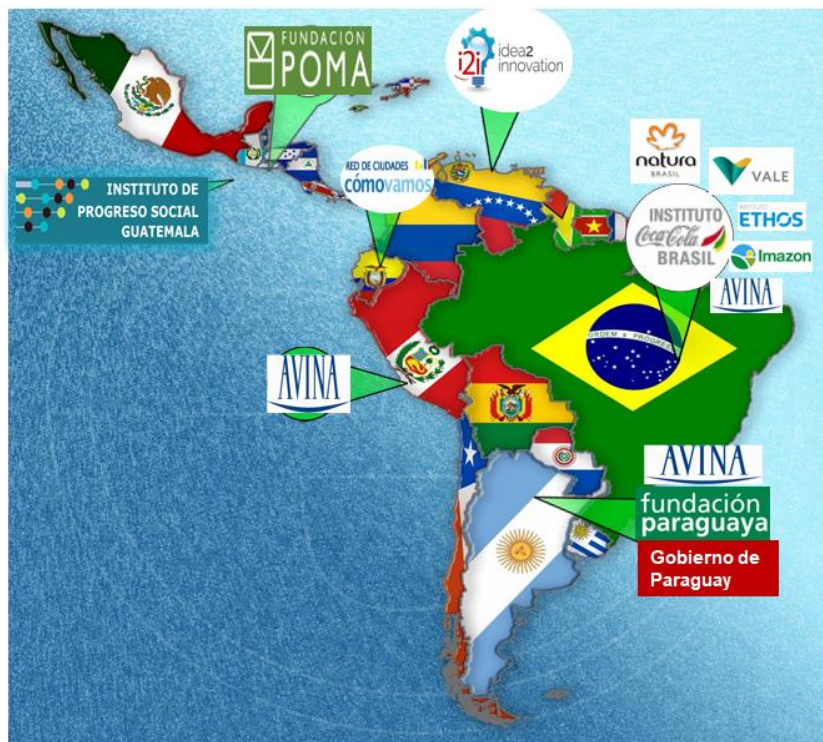 FUNDACIÓN
POMA
i2i
idea2
innovation
natura
BRASIL
VALE
RED DE CIUDADES
cómovamos
INSTITUTO DE
PROGRESO SOCIAL
GUATEMALA
INSTITUTO
Coca-Cola
BRASIL
INSTITUTO
ETHOS
Imazon
AVINA
ORDEM E PROGRESSO
AVINA
AVINA
fundación
paraguaya
Gobierno de
Paraguay